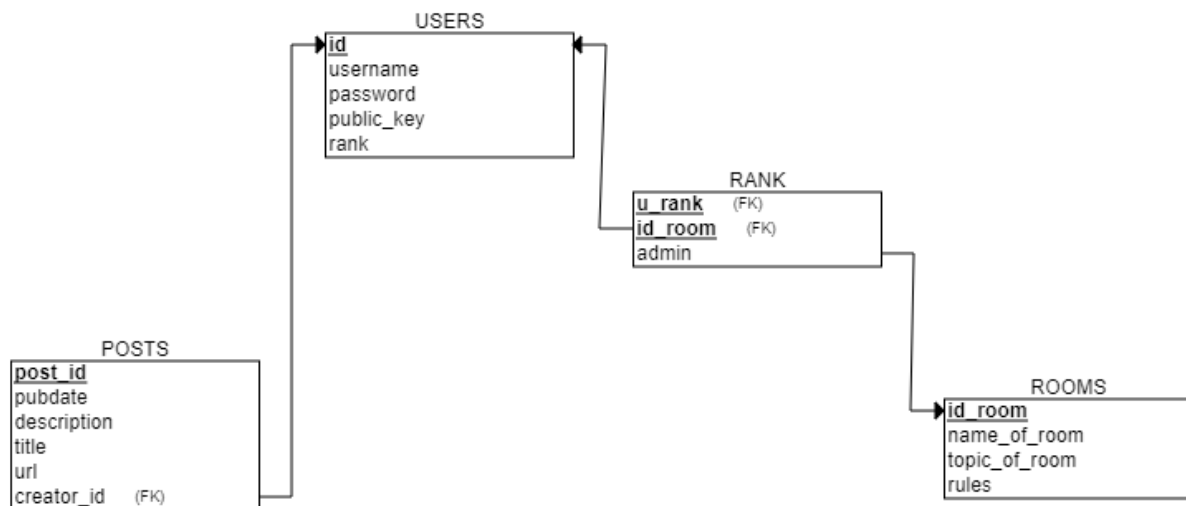 USERS
id
username
password
public_key
rank
RANK
u_rank (FK)
id_room (FK)
admin
POSTS
post_id
pubdate
description
title
url
creator_id (FK)
ROOMS
id_room
name_of_room
topic_of_room
rules